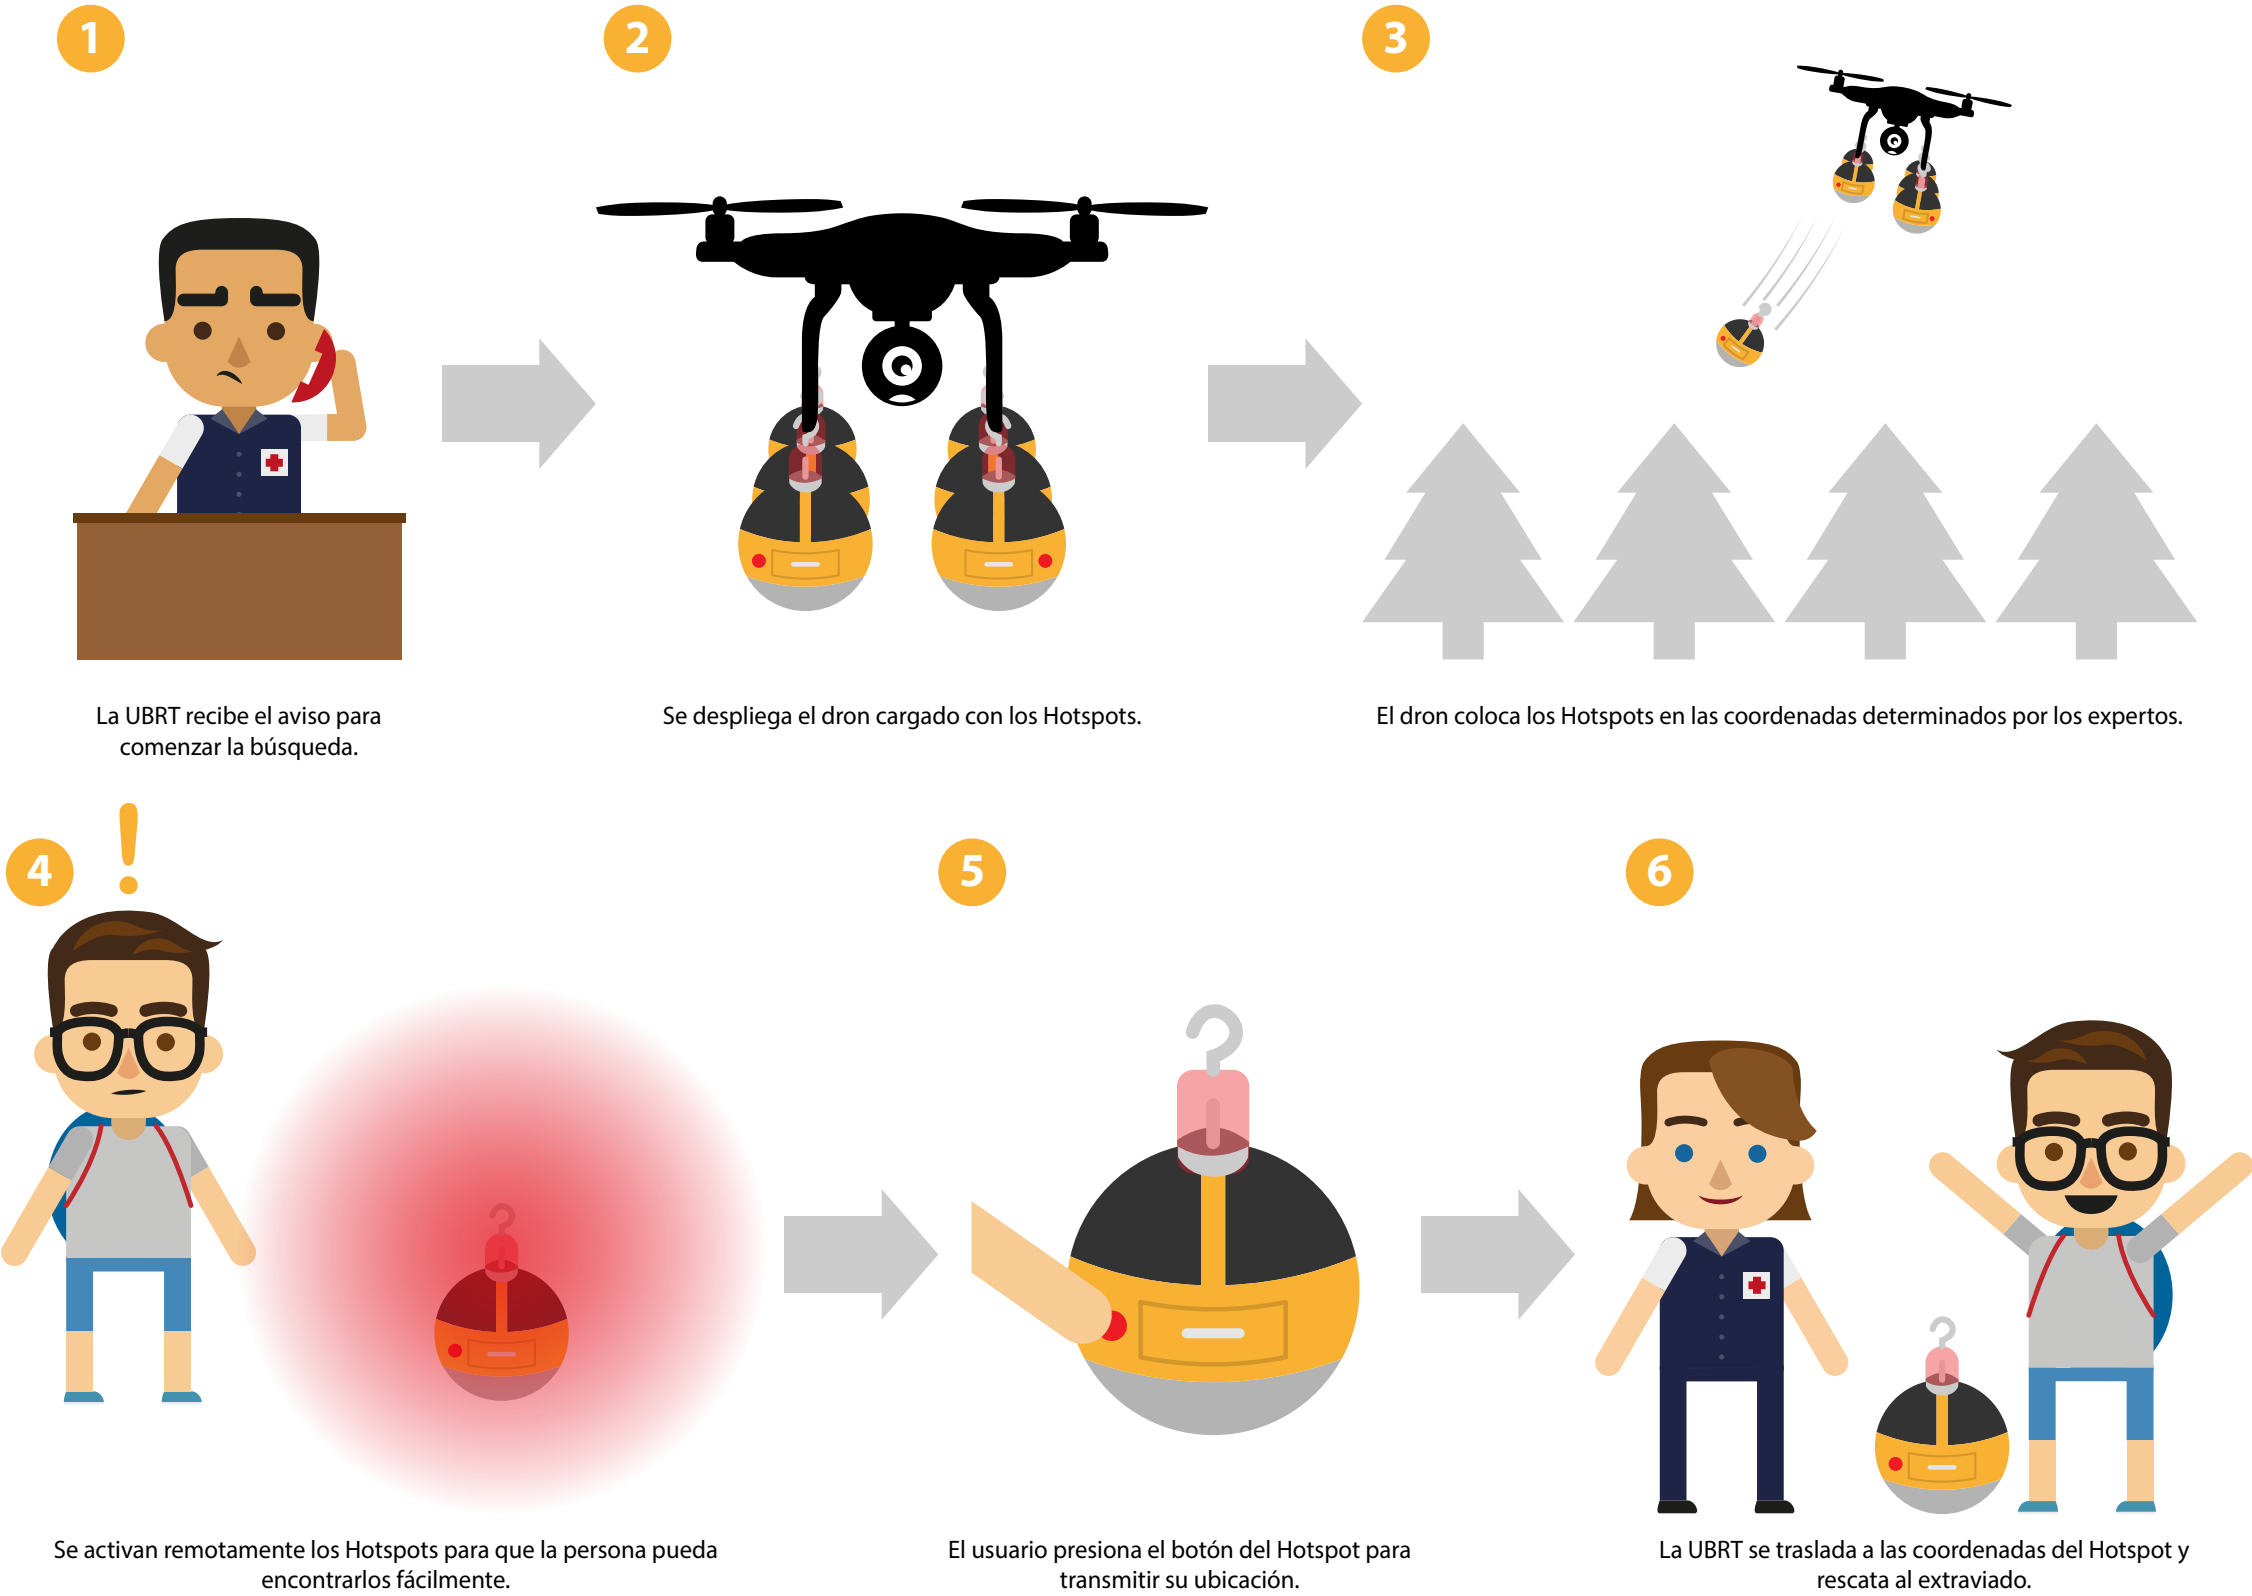 1
2
3
La UBRT recibe el aviso para
comenzar la búsqueda.
Se despliega el dron cargado con los Hotspots.
El dron coloca los Hotspots en las coordenadas determinados por los expertos.
!
4
5
6
Se activan remotamente los Hotspots para que la persona pueda
encontrarlos fácilmente.
El usuario presiona el botón del Hotspot para
transmitir su ubicación.
La UBRT se traslada a las coordenadas del Hotspot y
rescata al extraviado.